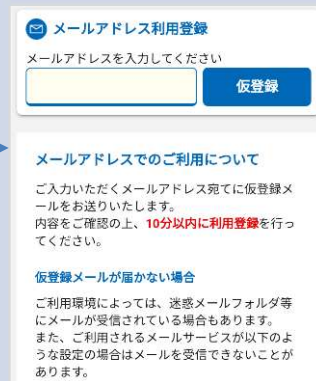 メールアドレス利用登録
メールアドレスを入力してください
仮登録
メールアドレスでのご利用について
ご入力いただくメールアドレス宛てに仮登録メ
ールをお送りいたします。
内容をご確認の上、10分以内に利用登録を行っ
てください。
仮登録メールが届かない場合
ご利用環境によっては、迷惑メールフォルダ等
にメールが受信されている場合もあります。
また、ご利用されるメールサービスが以下のよ
うな設定の場合はメールを受信できないことが
あります。